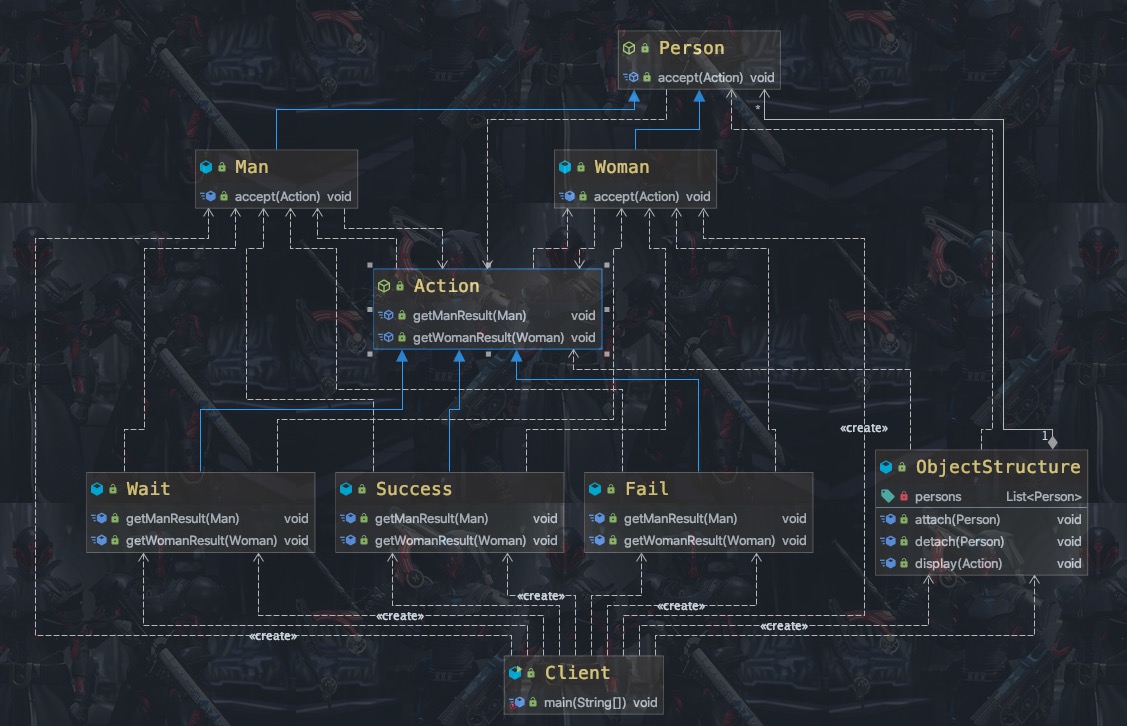 Person
accept(Action) void
*
Man
accept(Action) void
Woman
accept(Action) void
Action
getManResult(Man) void
getWomanResult(Woman) void
«create»
1
ObjectStructure
persons List<Person>
attach(Person) void
detach(Person) void
display(Action) void
Wait
getManResult(Man) void
getWomanResult(Woman) void
Success
getManResult(Man) void
getWomanResult(Woman) void
Fail
getManResult(Man) void
getWomanResult(Woman) void
«create»
«create»
«create»
«create»
«create»
Client
main(String[]) void